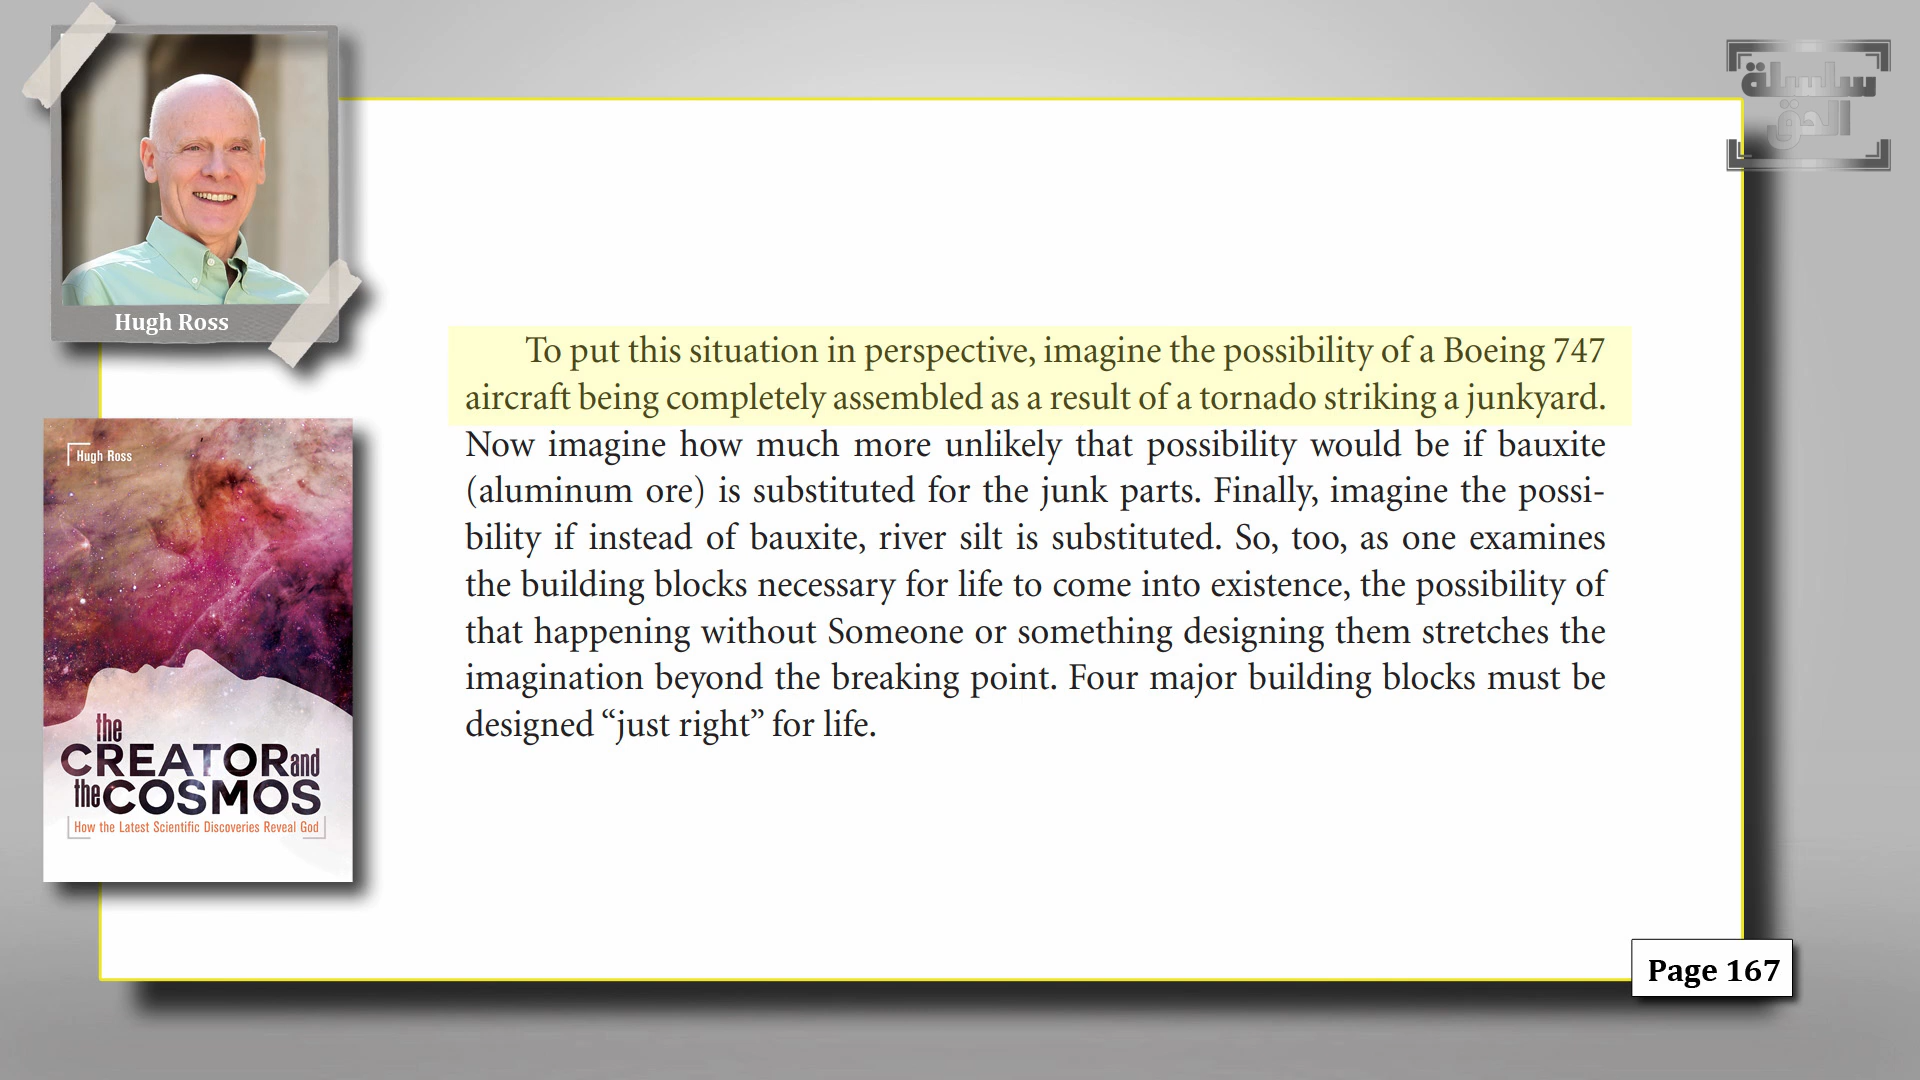 Hugh Ross
Hugh Ross
the
CREATOR and
the COSMOS
How the Latest Scientific Discoveries Reveal God
سلسلة
الحق
To put this situation in perspective, imagine the possibility of a Boeing 747
aircraft being completely assembled as a result of a tornado striking a junkyard.
Now imagine how much more unlikely that possibility would be if bauxite
(aluminum ore) is substituted for the junk parts. Finally, imagine the possi-
bility if instead of bauxite, river silt is substituted. So, too, as one examines
the building blocks necessary for life to come into existence, the possibility of
that happening without Someone or something designing them stretches the
imagination beyond the breaking point. Four major building blocks must be
designed “just right” for life.
Page 167